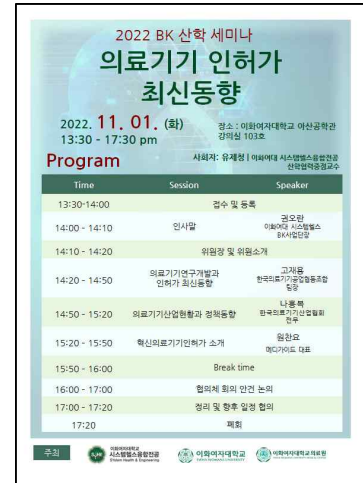 2022 BK 산학 세미나
의료기기 인허가
최신동향
2022. 11. 01. (화)
13:30 - 17:30 pm
장소 : 이화여자대학교 아산공학관
강의실 103호
Program
사회자: 유제청 | 이화여대 시스템헬스융합전공
산학협력중점교수
Time Session Speaker
13:30-14:00 접수 및 등록
14:00 - 14:10 인사말 권오란
이화여대 시스템헬스
BK사업단장
14:10 - 14:20 위원장 및 위원소개
14:20 - 14:50 의료기기연구개발과
인허가 최신동향
고재용
한국의료기기공업협동조합
팀장
14:50 - 15:20 의료기기산업현황과 정책동향 나흥복
한국의료기기산업협회
전무
15:20 - 15:50 혁신의료기기인허가 소개 원찬요
메디가이드 대표
15:50 - 16:00 Break time
16:00 - 17:00 협의체 회의 안건 논의
17:00 - 17:20 정리 및 향후 일정 협의
17:20 폐회
주최
이화여자대학교
시스템헬스융합전공
System Health & Engineering
이화여자대학교
EWHA WOMANS UNIVERSITY
이화여자대학교의료원